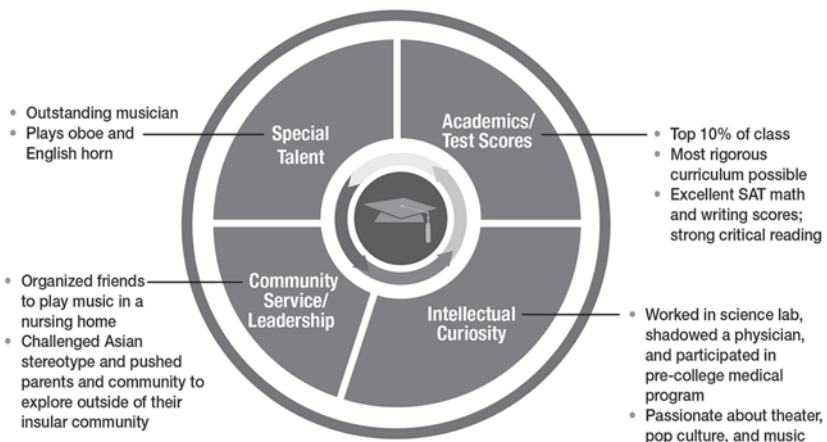 • Outstanding musician
• Plays oboe and
English horn
Special
Talent
Academics/
Test Scores
• Top 10% of class
• Most rigorous
curriculum possible
• Excellent SAT math
and writing scores;
strong critical reading
• Organized friends
to play music in a
nursing home
• Challenged Asian
stereotype and pushed
parents and community to
explore outside of their
insular community
Community
Service/
Leadership
Intellectual
Curiosity
• Worked in science lab,
shadowed a physician,
and participated in
pre-college medical
program
• Passionate about theater,
pop culture, and music